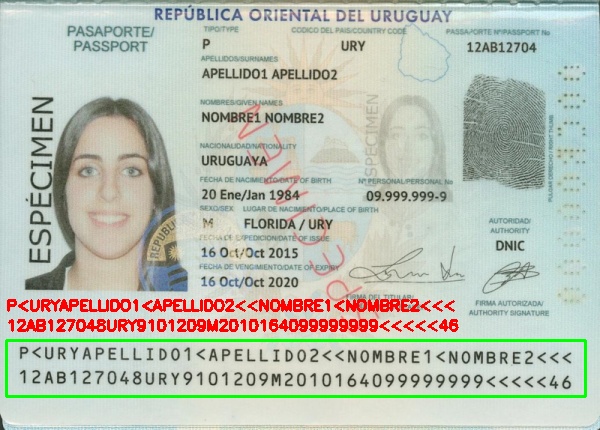 REPÚBLICA ORIENTAL DEL URUGUAY
PASAPORTE/
PASSPORT
TIPO/TYPE CODIGO DEL PAIS/COUNTRY CODE PASAPORTE Nº/PASSPORT No
P URY 12AB12704
APELLIDOS/SURNAMES
APELLIDO1 APELLIDO2
NOMBRES/GIVEN NAMES
NOMBRE1 NOMBRE2
NACIONALIDAD/NATIONALITY
URUGUAYA
FECHA DE NACIMIENTO/DATE OF BIRTH Nº PERSONAL/PERSONAL No
20 Ene/Jan 1984 09.999.999-9
SEXO/SEX LUGAR DE NACIMIENTO/PLACE OF BIRTH
M FLORIDA / URY
FECHA DE EXPEDICION/DATE OF ISSUE
16 Oct/Oct 2015
FECHA DE VENCIMIENTO/DATE OF EXPIRY
16 Oct/Oct 2020
FIRMA DEL TITULAR/
ESPÉCIMEN
ESPECIMEN
PULGAR DERECHO/RIGHT THUMB
AUTORIDAD/
AUTHORITY
DNIC
FIRMA AUTORIZADA/
AUTHORITY SIGNATURE
P<URYAPELLIDO1<APELLIDO2<<NOMBRE1<NOMBRE2<<<
12AB127048URY9101209M2010164099999999<<<<<46
P<URYAPELLIDO1<APELLIDO2<<NOMBRE1<NOMBRE2<<<
12AB127048URY9101209M2010164099999999<<<<<46